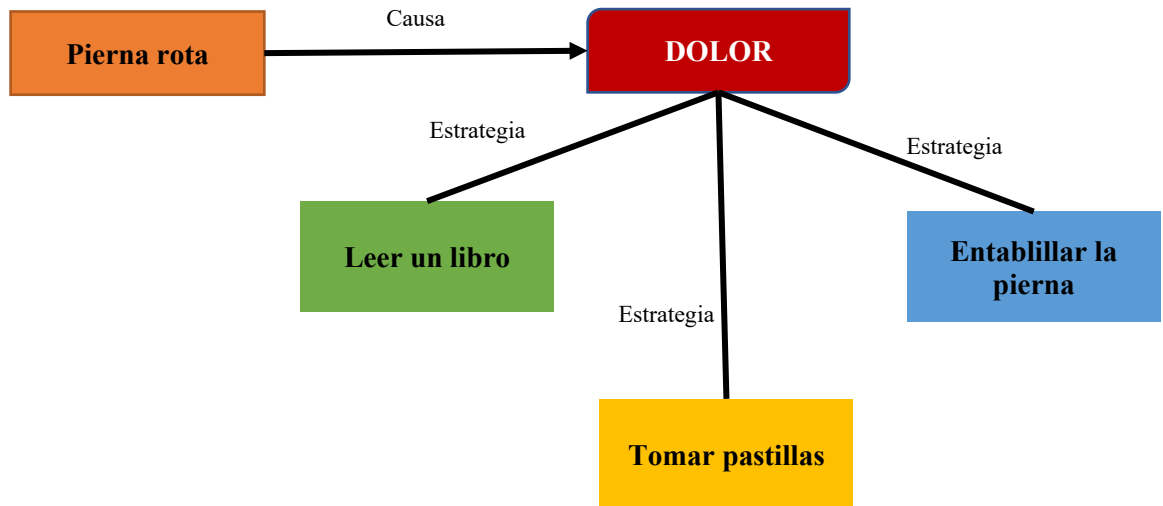 Causa
Pierna rota
DOLOR
Estrategia
Estrategia
Leer un libro
Entablillar la
pierna
Estrategia
Tomar pastillas